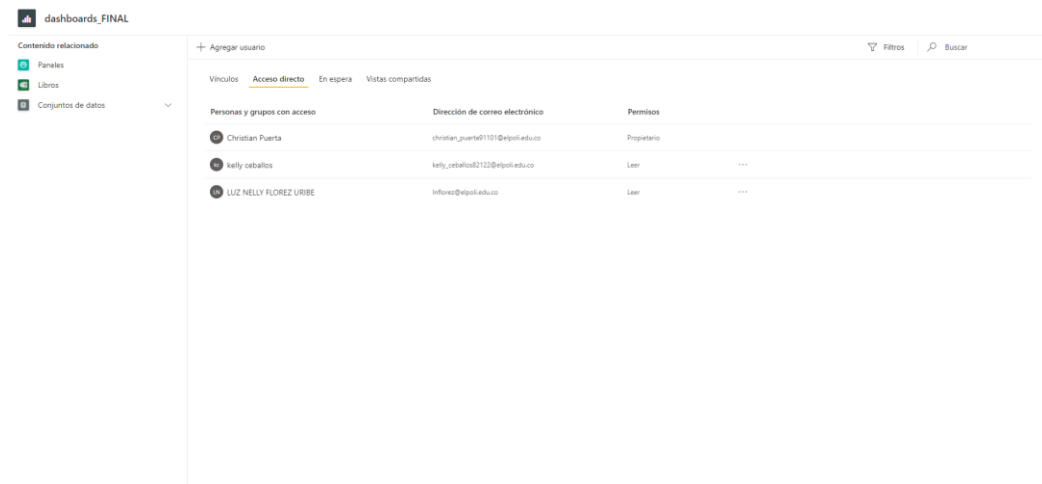 dashboards_FINAL
Contenido relacionado
Agregar usuario
Filtros
Buscar
Paneles
Libros
Conjuntos de datos
Vínculos Acceso directo En espera Vistas compartidas
Personas y grupos con acceso Dirección de correo electrónico Permisos
CP Christian Puerta christian_puerta91101@elpoli.edu.co Propietario
kc kelly ceballos kelly_ceballos82122@elpoli.edu.co Leer
LN LUZ NELLY FLOREZ URIBE lnflorez@elpoli.edu.co Leer